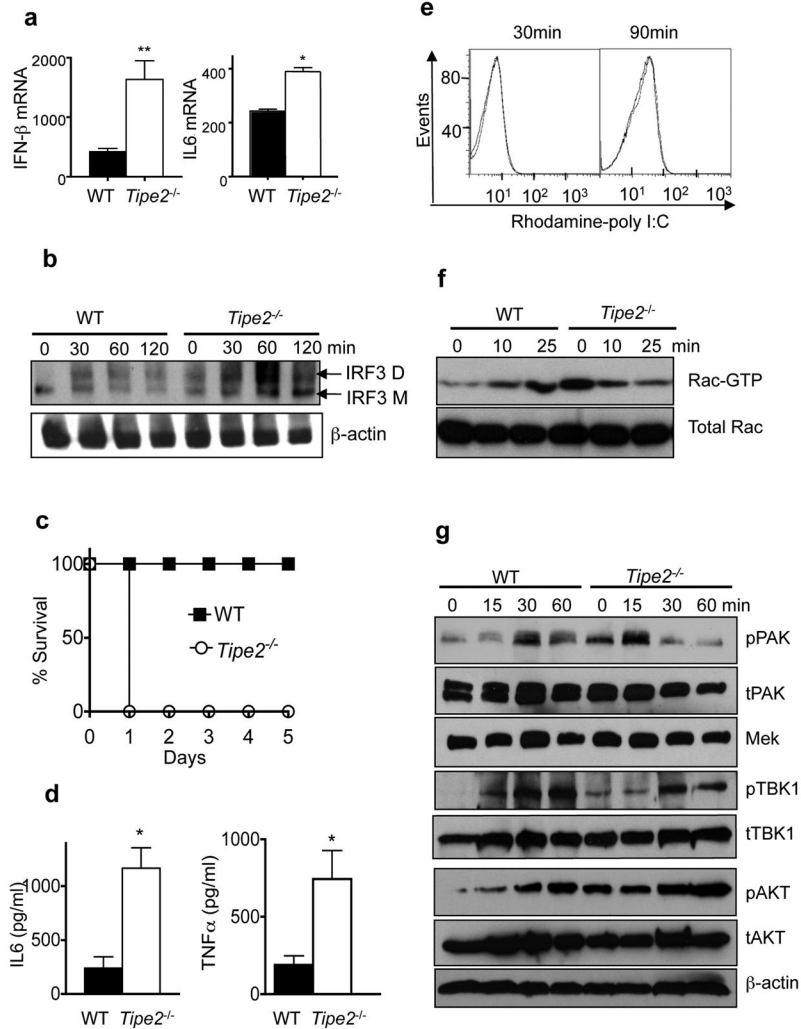 a
IFN-β mRNA
2000
1000
0
**
WT Tipe2-/-
IL6 mRNA
400
200
0
*
WT Tipe2-/-
b
WT Tipe2-/-
0 30 60 120 0 30 60 120 min
IRF3 D
IRF3 M
β-actin
c
% Survival
100
50
0
WT
Tipe2-/-
0 1 2 3 4 5
Days
d
IL6 (pg/ml)
1000
500
0
*
WT Tipe2-/-
TNFα (pg/ml)
1000
500
0
*
WT Tipe2-/-
e
30min 90min
Events
80
40
10¹ 10² 10³ 10¹ 10² 10³
Rhodamine-poly I:C
f
WT Tipe2-/-
0 10 25 0 10 25 min
Rac-GTP
Total Rac
g
WT Tipe2-/-
0 15 30 60 0 15 30 60 min
pPAK
tPAK
Mek
pTBK1
tTBK1
pAKT
tAKT
β-actin